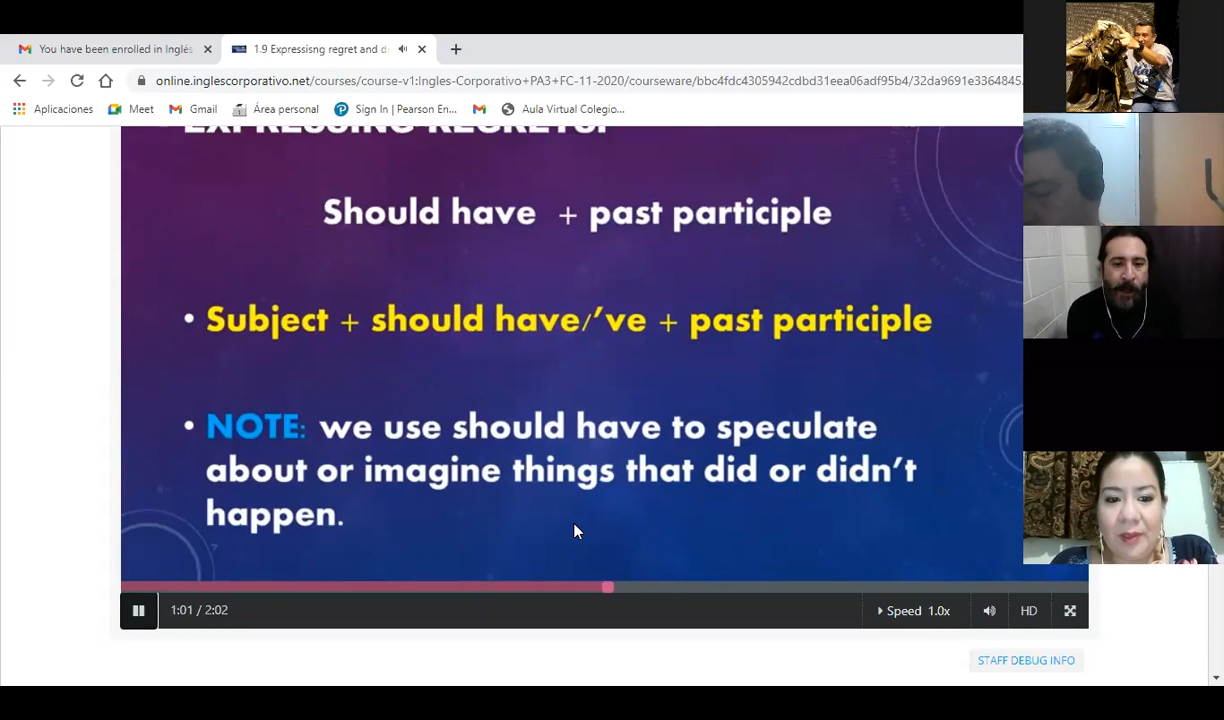 You have been enrolled in Inglés
1.9 Expressisng regret and d
online.inglescorporativo.net/courses/course-v1:Ingles-Corporativo+PA3+FC-11-2020/courseware/bbc4fdc4305942cdbd31eea06adf95b4/32da9691e3364845.
Aplicaciones Meet Gmail Área personal Sign In | Pearson En... Aula Virtual Colegio...
EXPRESSING REGRETS:
Should have + past participle
• Subject + should have/'ve + past participle
• NOTE: we use should have to speculate
about or imagine things that did or didn't
happen.
1:01 / 2:02 Speed 1.0x HD
STAFF DEBUG INFO